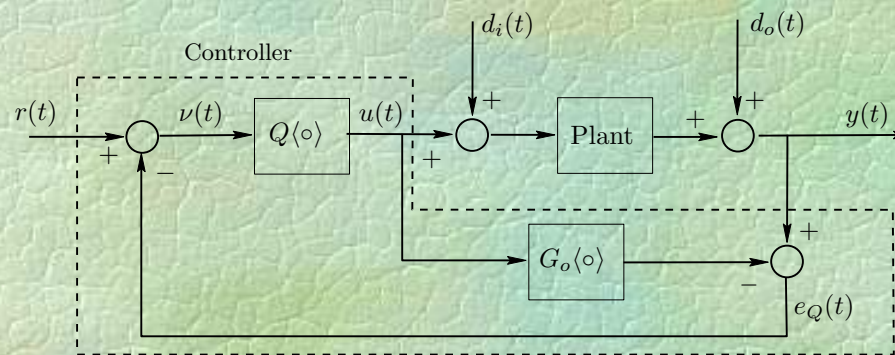 Controller
d_i(t)
d_o(t)
r(t)
ν(t)
Q⟨∘⟩
u(t)
Plant
y(t)
+
−
+
+
+
+
G_o⟨∘⟩
+
−
e_Q(t)